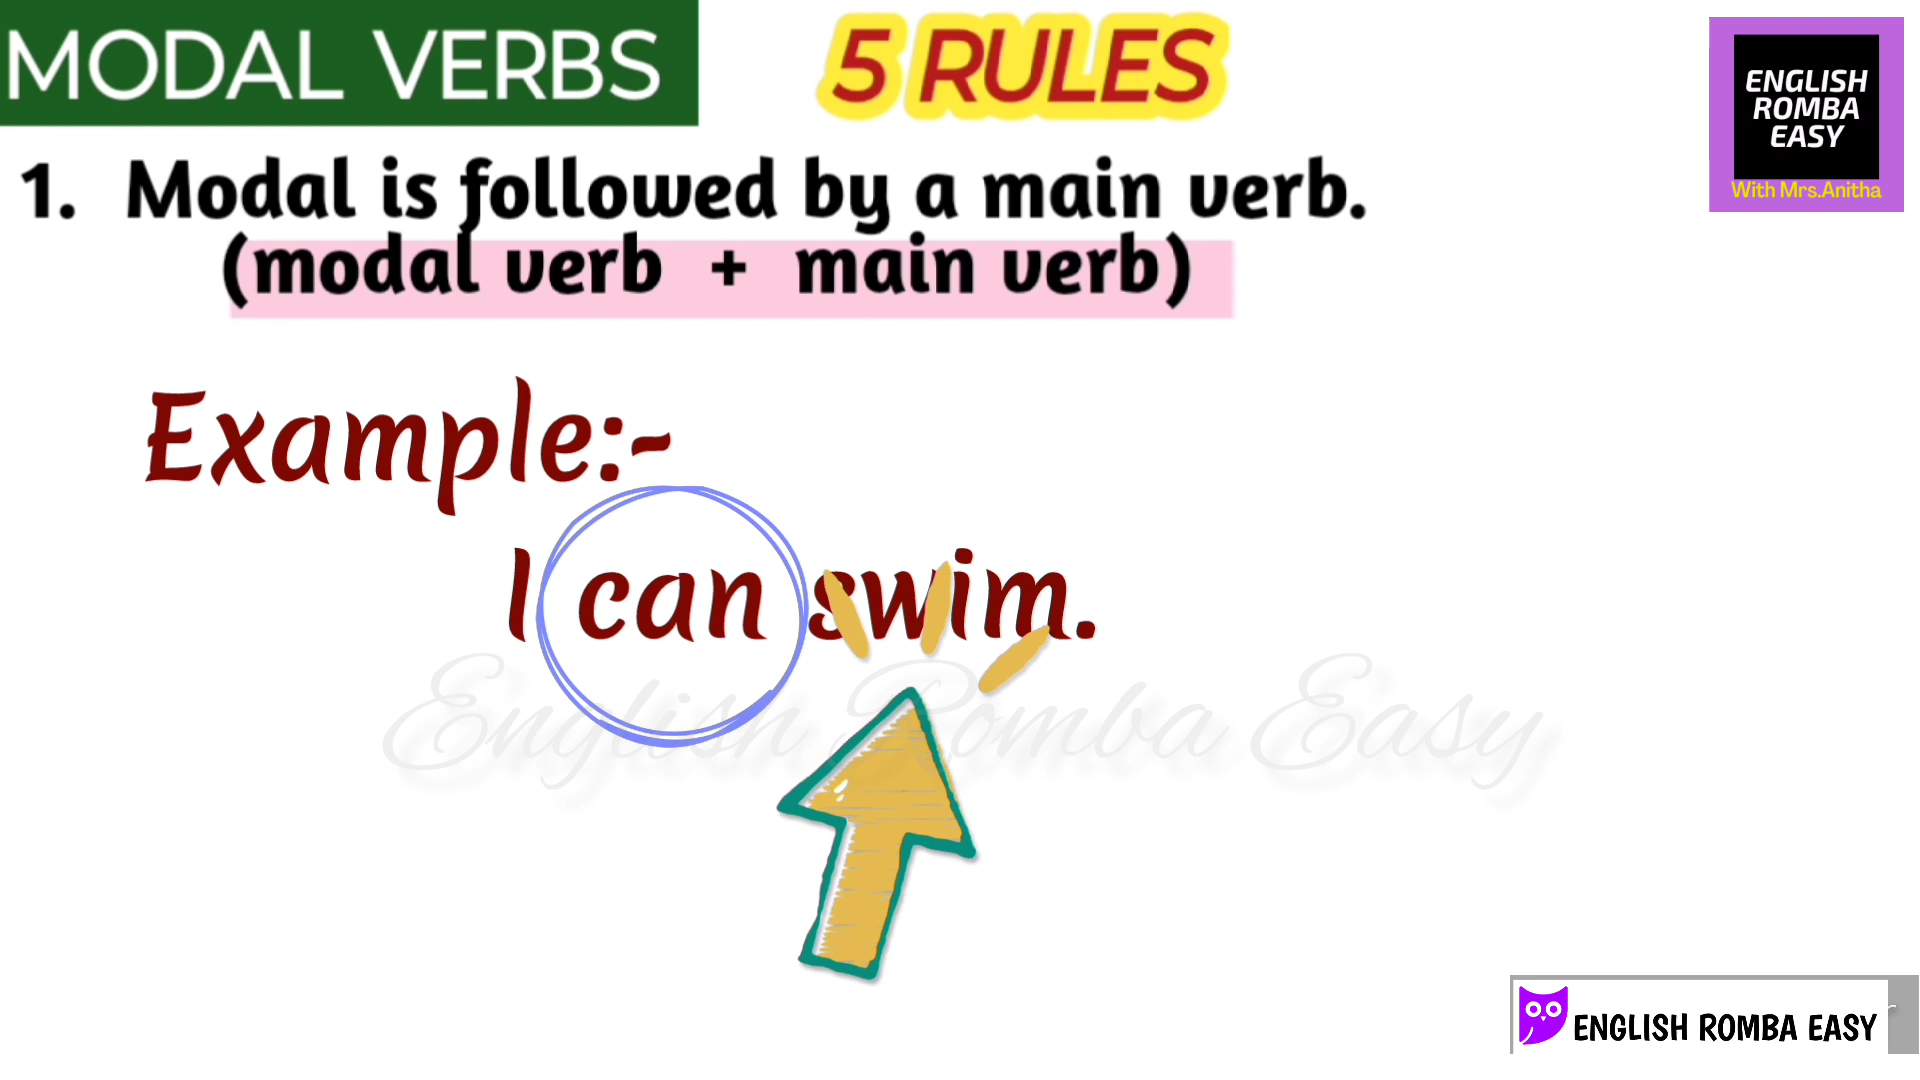 MODAL VERBS
5 RULES
ENGLISH
ROMBA
EASY
With Mrs.Anitha
1. Modal is followed by a main verb.
(modal verb + main verb)
Example:-
I can swim.
English Romba Easy
ENGLISH ROMBA EASY